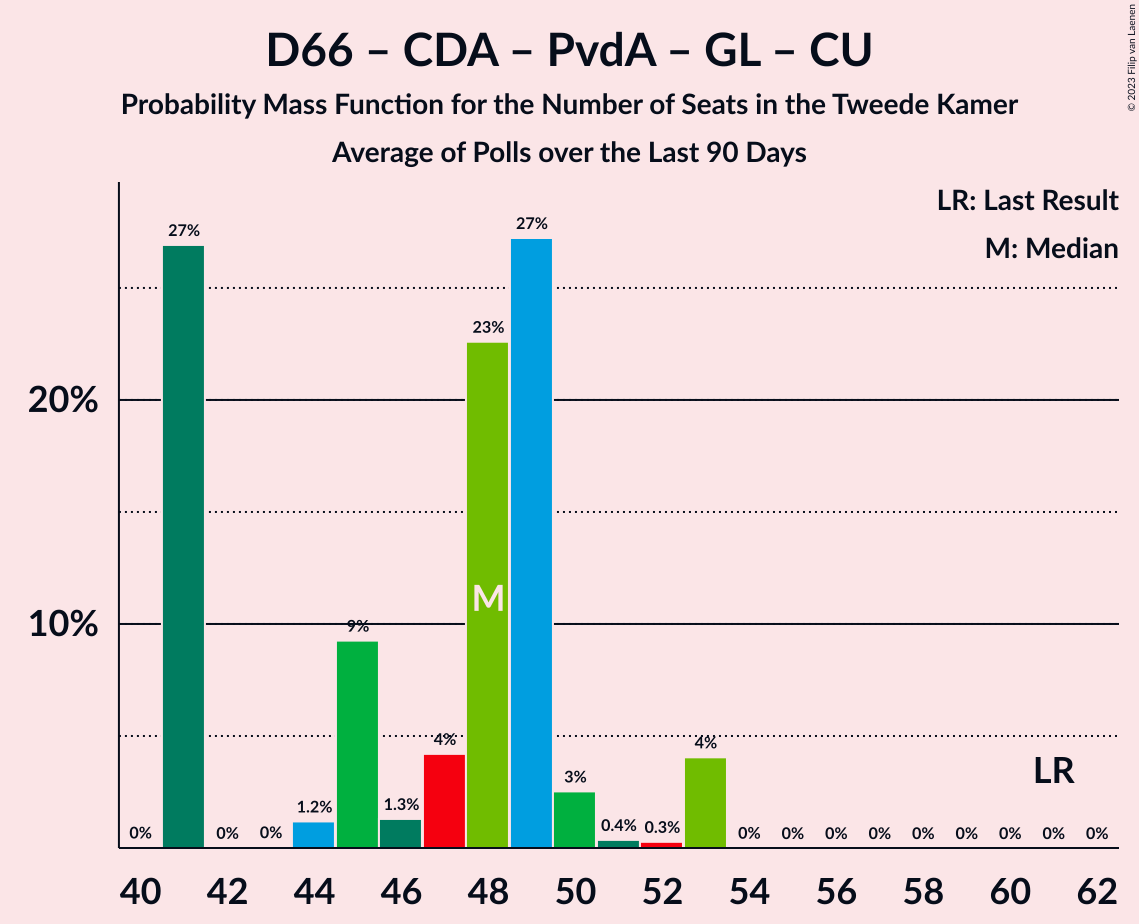 D66 – CDA – PvdA – GL – CU
Probability Mass Function for the Number of Seats in the Tweede Kamer
Average of Polls over the Last 90 Days
© 2023 Filip van Laenen
LR: Last Result
M: Median
27%
27%
23%
20%
M
10%
9%
4%
4%
LR
3%
1.2%
1.3%
0.4%
0.3%
0%
0%
0%
0%
0%
0%
0%
0%
0%
0%
0%
0%
40 42 44 46 48 50 52 54 56 58 60 62